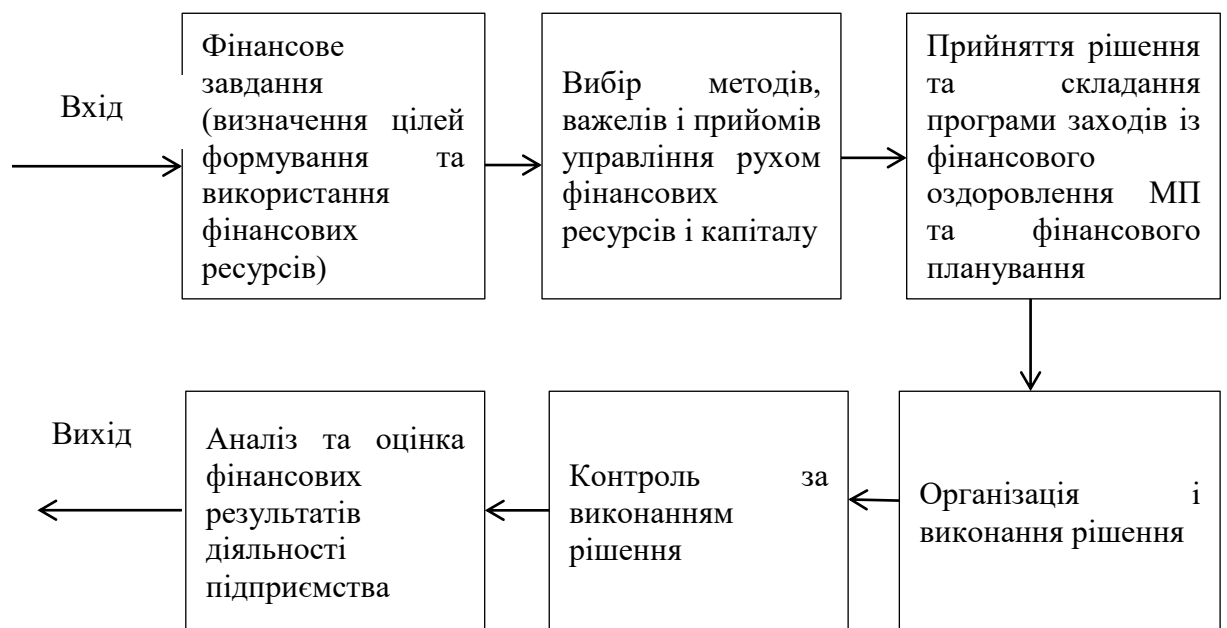 Вхід
Фінансове
завдання
(визначення цілей
формування та
використання
фінансових
ресурсів)
Вибір методів,
важелів і прийомів
управління рухом
фінансових
ресурсів і капіталу
Прийняття рішення
та складання
програми заходів із
фінансового
оздоровлення МП
та фінансового
планування
Вихід
Аналіз та оцінка
фінансових
результатів
діяльності
підприємства
Контроль за
виконанням
рішення
Організація і
виконання рішення